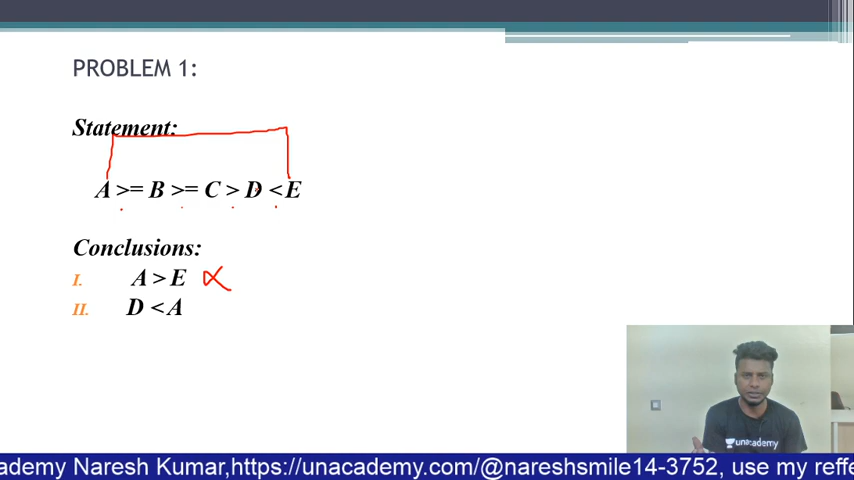 PROBLEM 1:
Statement:
A >= B >= C > D < E
Conclusions:
I. A > E
II. D < A
unacademy
ademy Naresh Kumar,https://unacademy.com/@nareshsmile14-3752, use my reffe